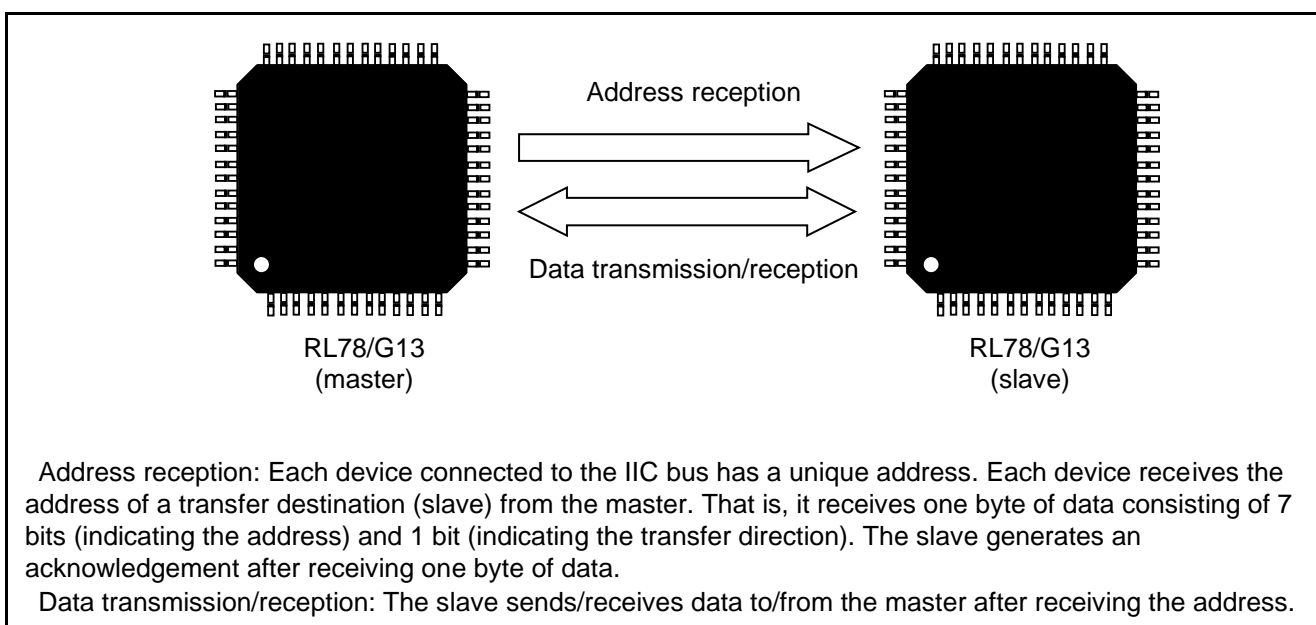 Address reception
Data transmission/reception
RL78/G13
(master)
RL78/G13
(slave)
Address reception: Each device connected to the IIC bus has a unique address. Each device receives the
address of a transfer destination (slave) from the master. That is, it receives one byte of data consisting of 7
bits (indicating the address) and 1 bit (indicating the transfer direction). The slave generates an
acknowledgement after receiving one byte of data.
Data transmission/reception: The slave sends/receives data to/from the master after receiving the address.